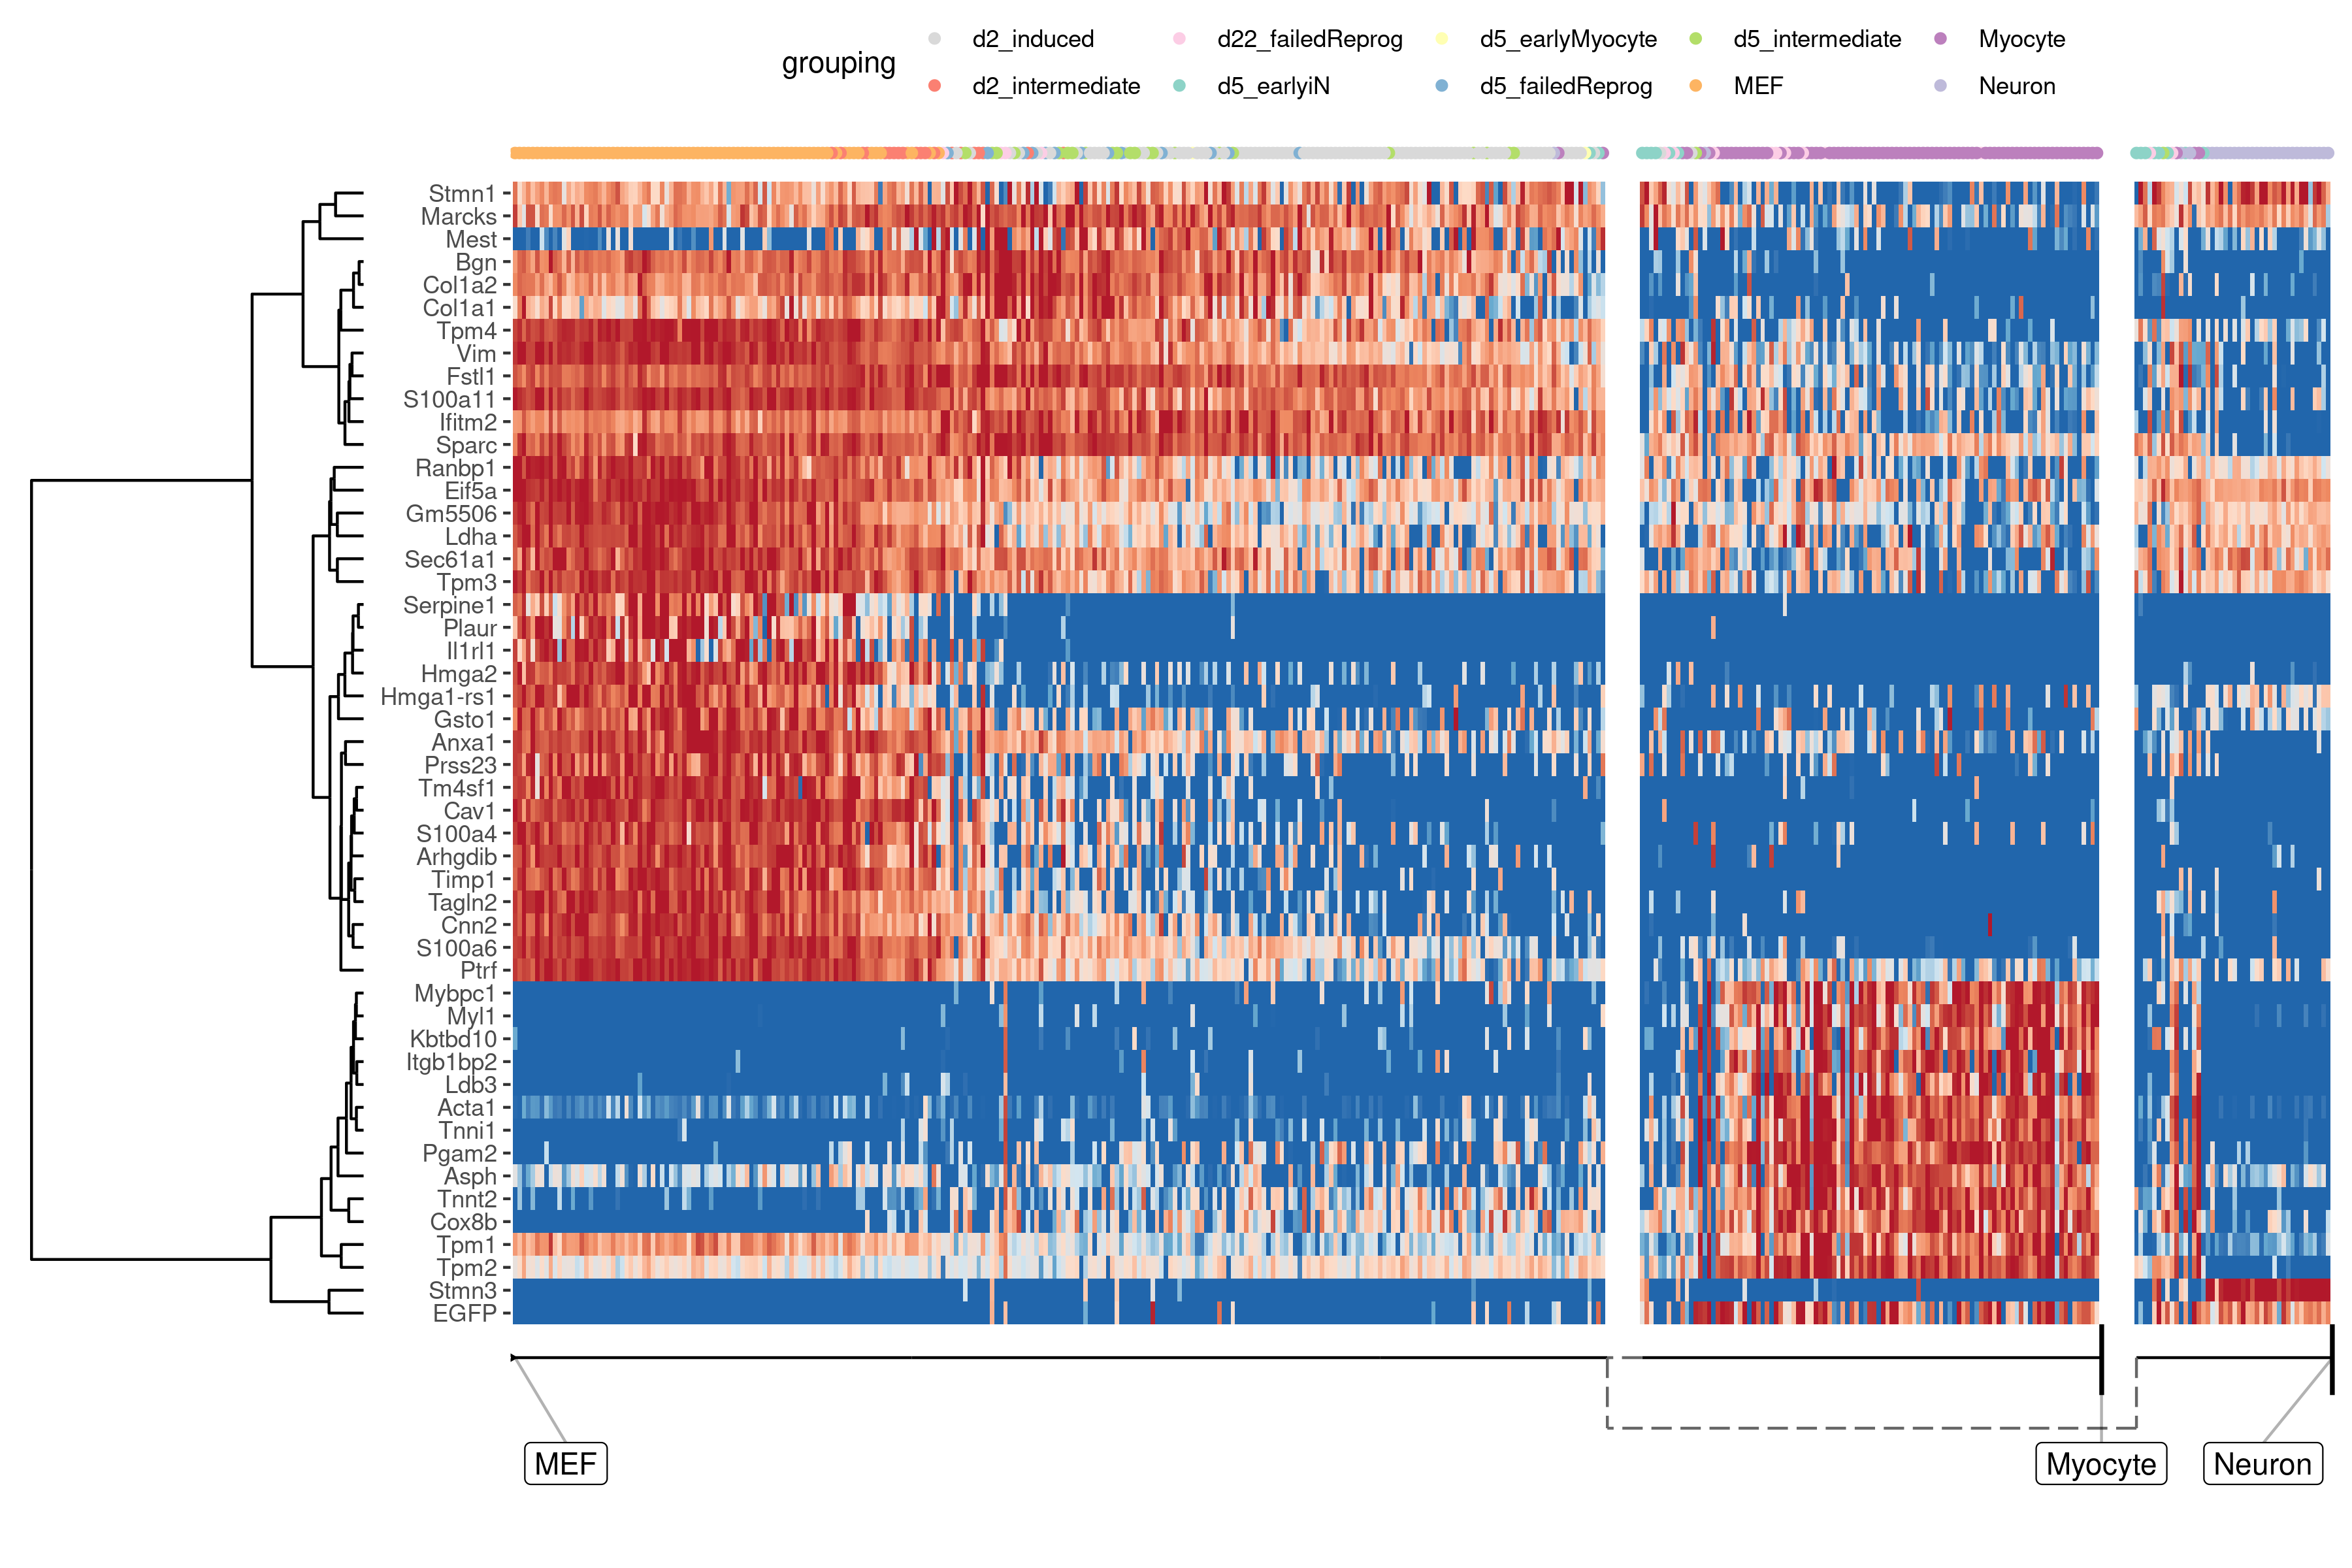 grouping
d2_induced
d22_failedReprog
d5_earlyMyocyte
d5_intermediate
Myocyte
d2_intermediate
d5_earlyiN
d5_failedReprog
MEF
Neuron
Stmn1
Marcks
Mest
Bgn
Col1a2
Col1a1
Tpm4
Vim
Fstl1
S100a11
Ifitm2
Sparc
Ranbp1
Eif5a
Gm5506
Ldha
Sec61a1
Tpm3
Serpine1
Plaur
Il1rl1
Hmga2
Hmga1-rs1
Gsto1
Anxa1
Prss23
Tm4sf1
Cav1
S100a4
Arhgdib
Timp1
Tagln2
Cnn2
S100a6
Ptrf
Mybpc1
Myl1
Kbtbd10
Itgb1bp2
Ldb3
Acta1
Tnni1
Pgam2
Asph
Tnnt2
Cox8b
Tpm1
Tpm2
Stmn3
EGFP
MEF
Myocyte
Neuron